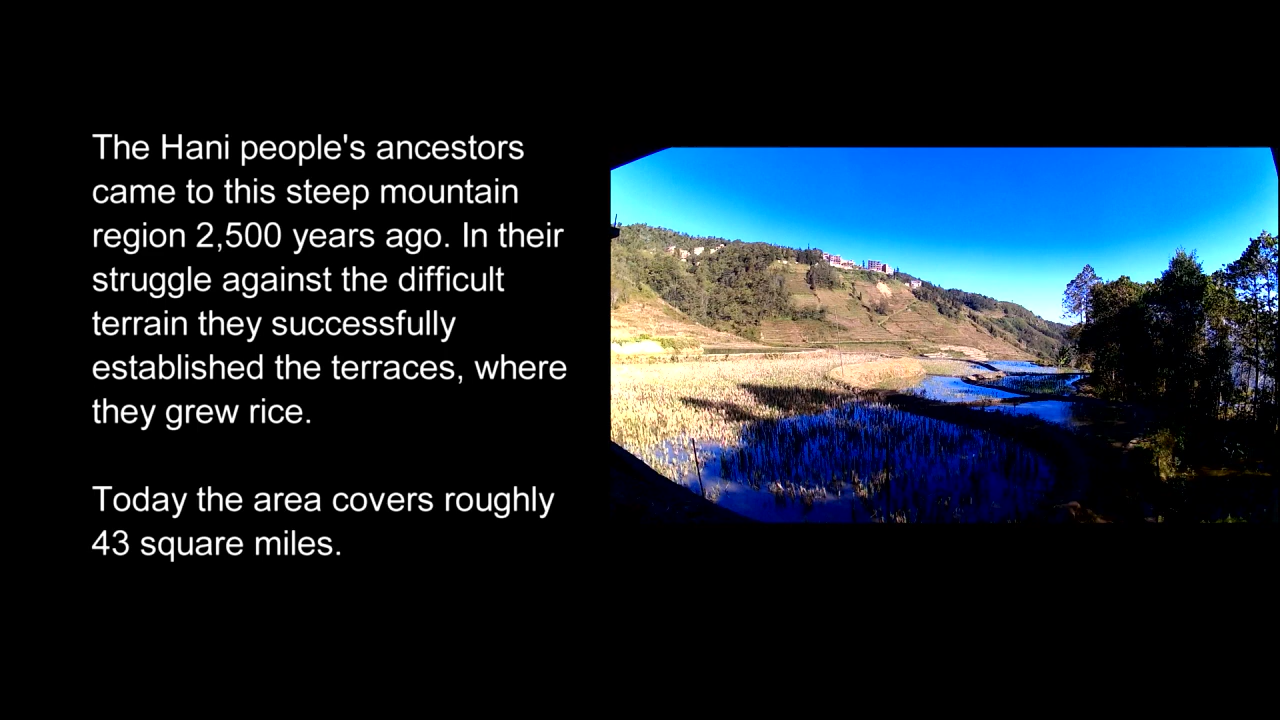 The Hani people's ancestors
came to this steep mountain
region 2,500 years ago. In their
struggle against the difficult
terrain they successfully
established the terraces, where
they grew rice.
Today the area covers roughly
43 square miles.